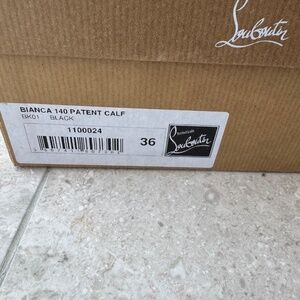 Louboutin
BIANCA 140 PATENT CALF
BK01 BLACK
1100024
36
Louboutin